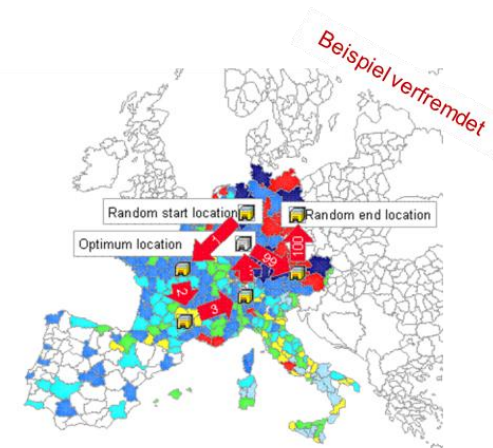 Beispiel verfremdet
Random start location
Random end location
Optimum location
1
99
100
2
3